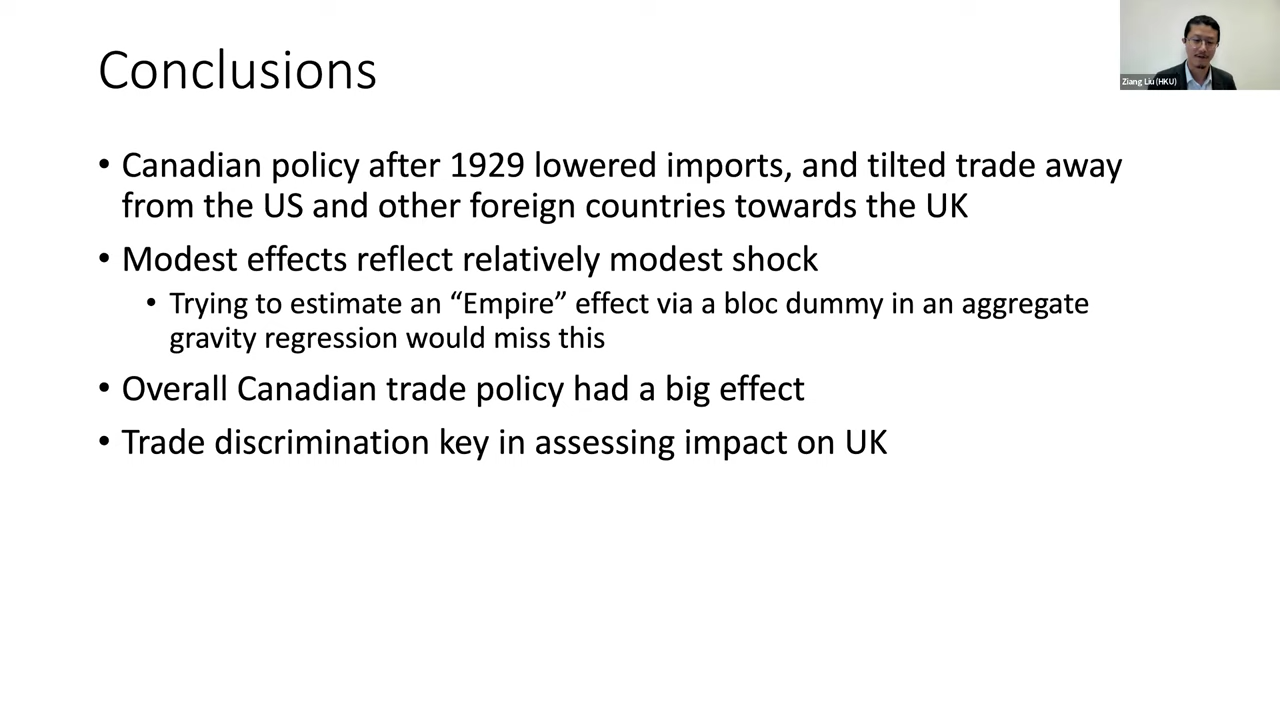 Conclusions
Ziang Liu (HKU)
• Canadian policy after 1929 lowered imports, and tilted trade away
from the US and other foreign countries towards the UK
• Modest effects reflect relatively modest shock
• Trying to estimate an “Empire” effect via a bloc dummy in an aggregate
gravity regression would miss this
• Overall Canadian trade policy had a big effect
• Trade discrimination key in assessing impact on UK